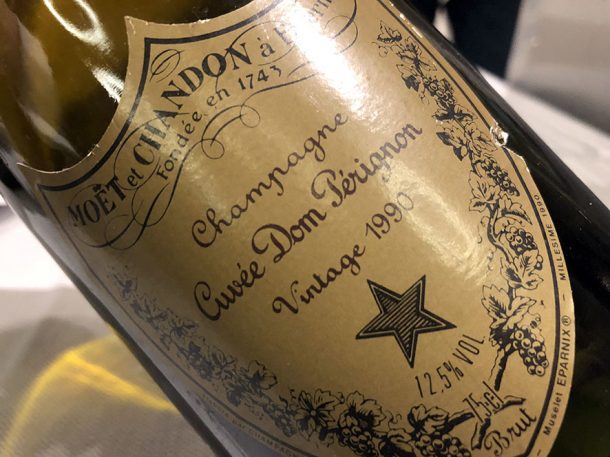 MOËT et CHANDON à
Fondée en 1743
Champagne
Cuvée Dom Pérignon
Vintage 1990
12,5% VOL
75cl
Brut
Muselet EPARNIX® – MILLESIME 1990